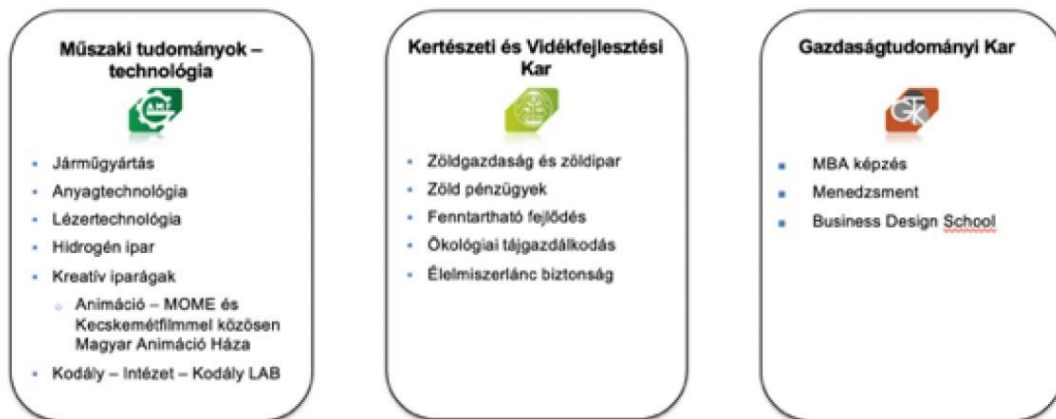 Műszaki tudományok –
technológia
AMK
Járműgyártás
Anyagtechnológia
Lézertechnológia
Hidrogén ipar
Kreatív iparágak
Animáció – MOME és
Kecskemétfilmmel közösen
Magyar Animáció Háza
Kodály – Intézet – Kodály LAB
Kertészeti és Vidékfejlesztési
Kar
Zöldgazdaság és zöldipar
Zöld pénzügyek
Fenntartható fejlődés
Ökológiai tájgazdálkodás
Élelmiszerlánc biztonság
Gazdaságtudományi Kar
GTK
MBA képzés
Menedzsment
Business Design School